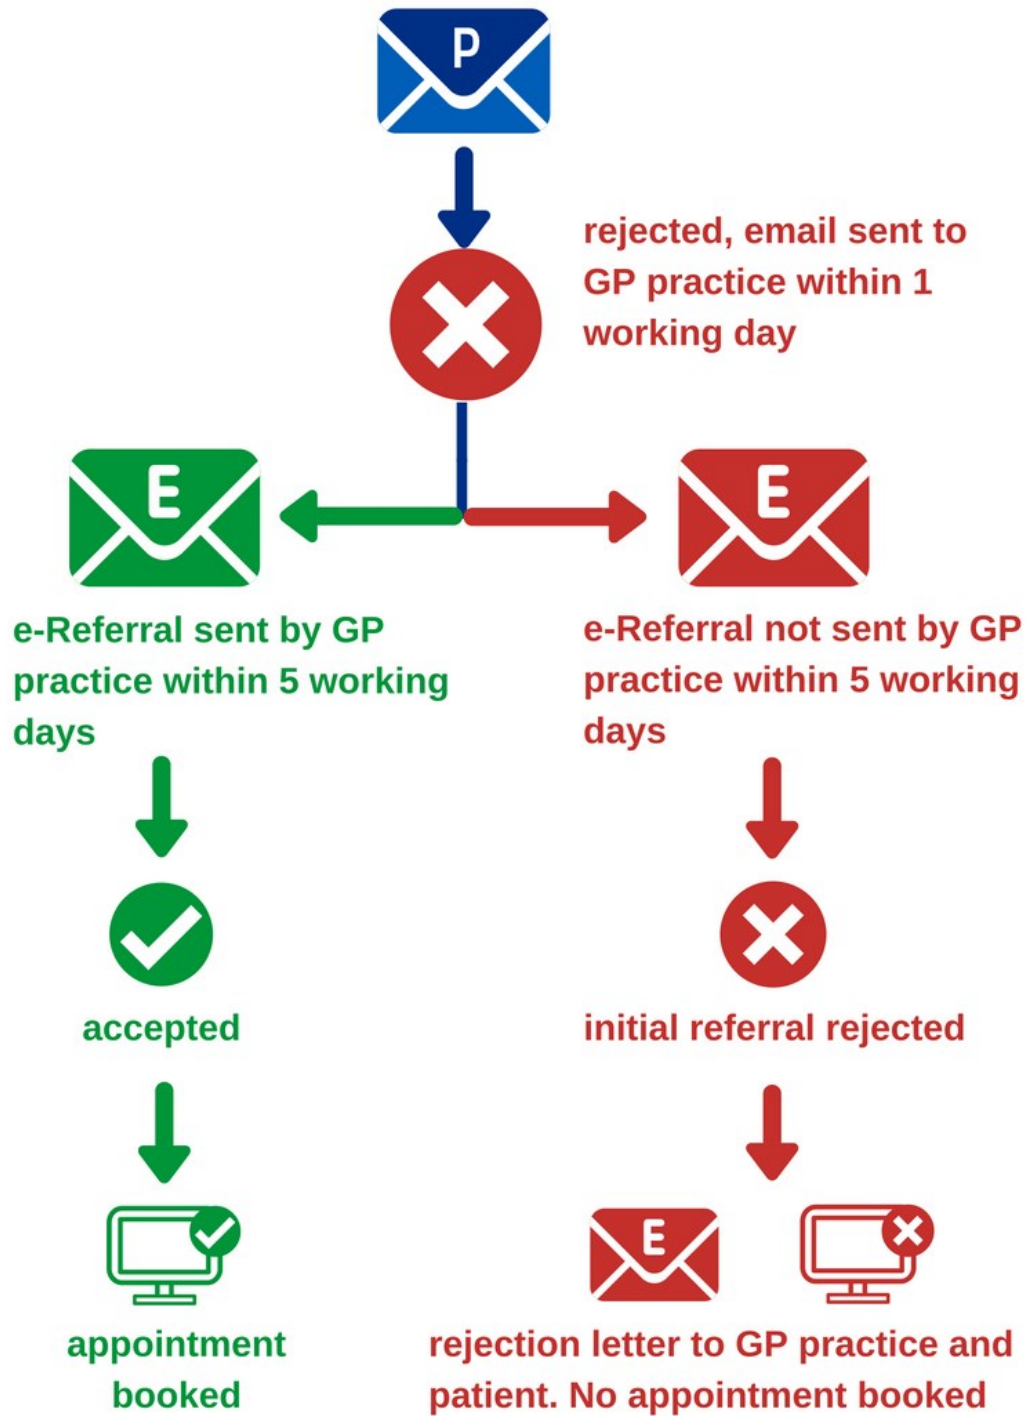 P
rejected, email sent to
GP practice within 1
working day
E
E
e-Referral sent by GP
practice within 5 working
days
e-Referral not sent by GP
practice within 5 working
days
accepted
initial referral rejected
E
appointment
booked
rejection letter to GP practice and
patient. No appointment booked